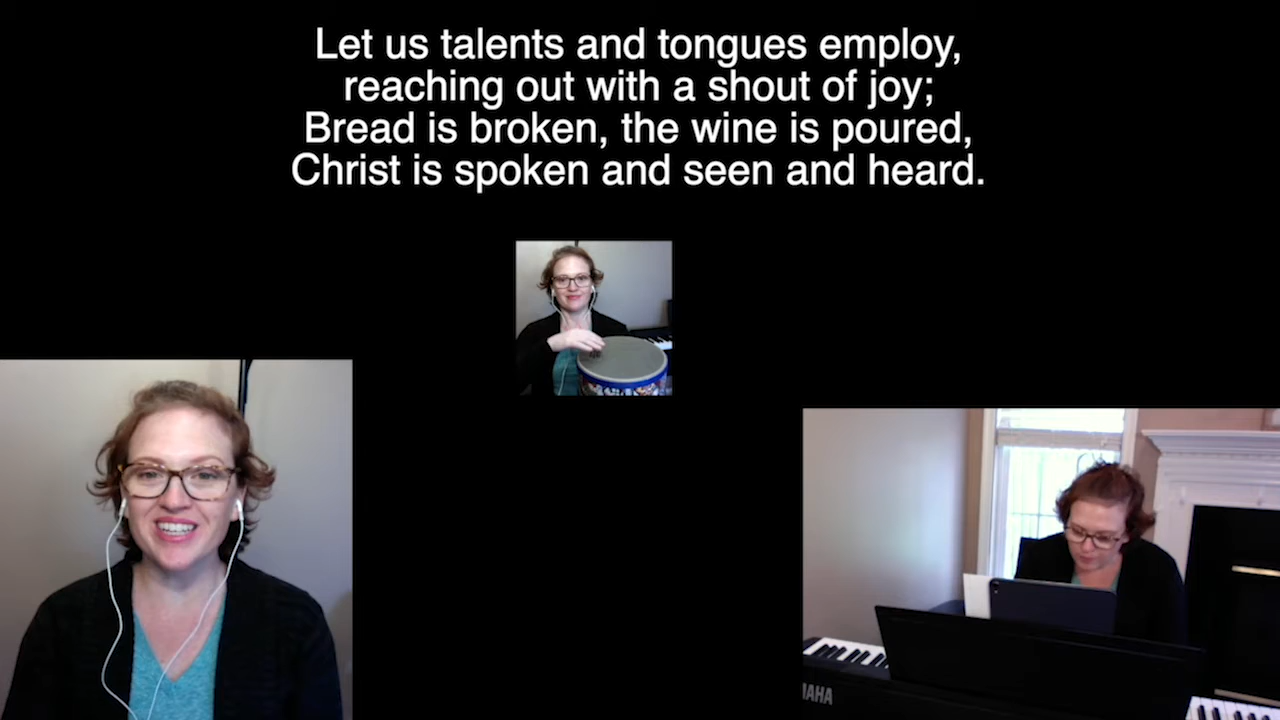 Let us talents and tongues employ,
reaching out with a shout of joy;
Bread is broken, the wine is poured,
Christ is spoken and seen and heard.
AHA